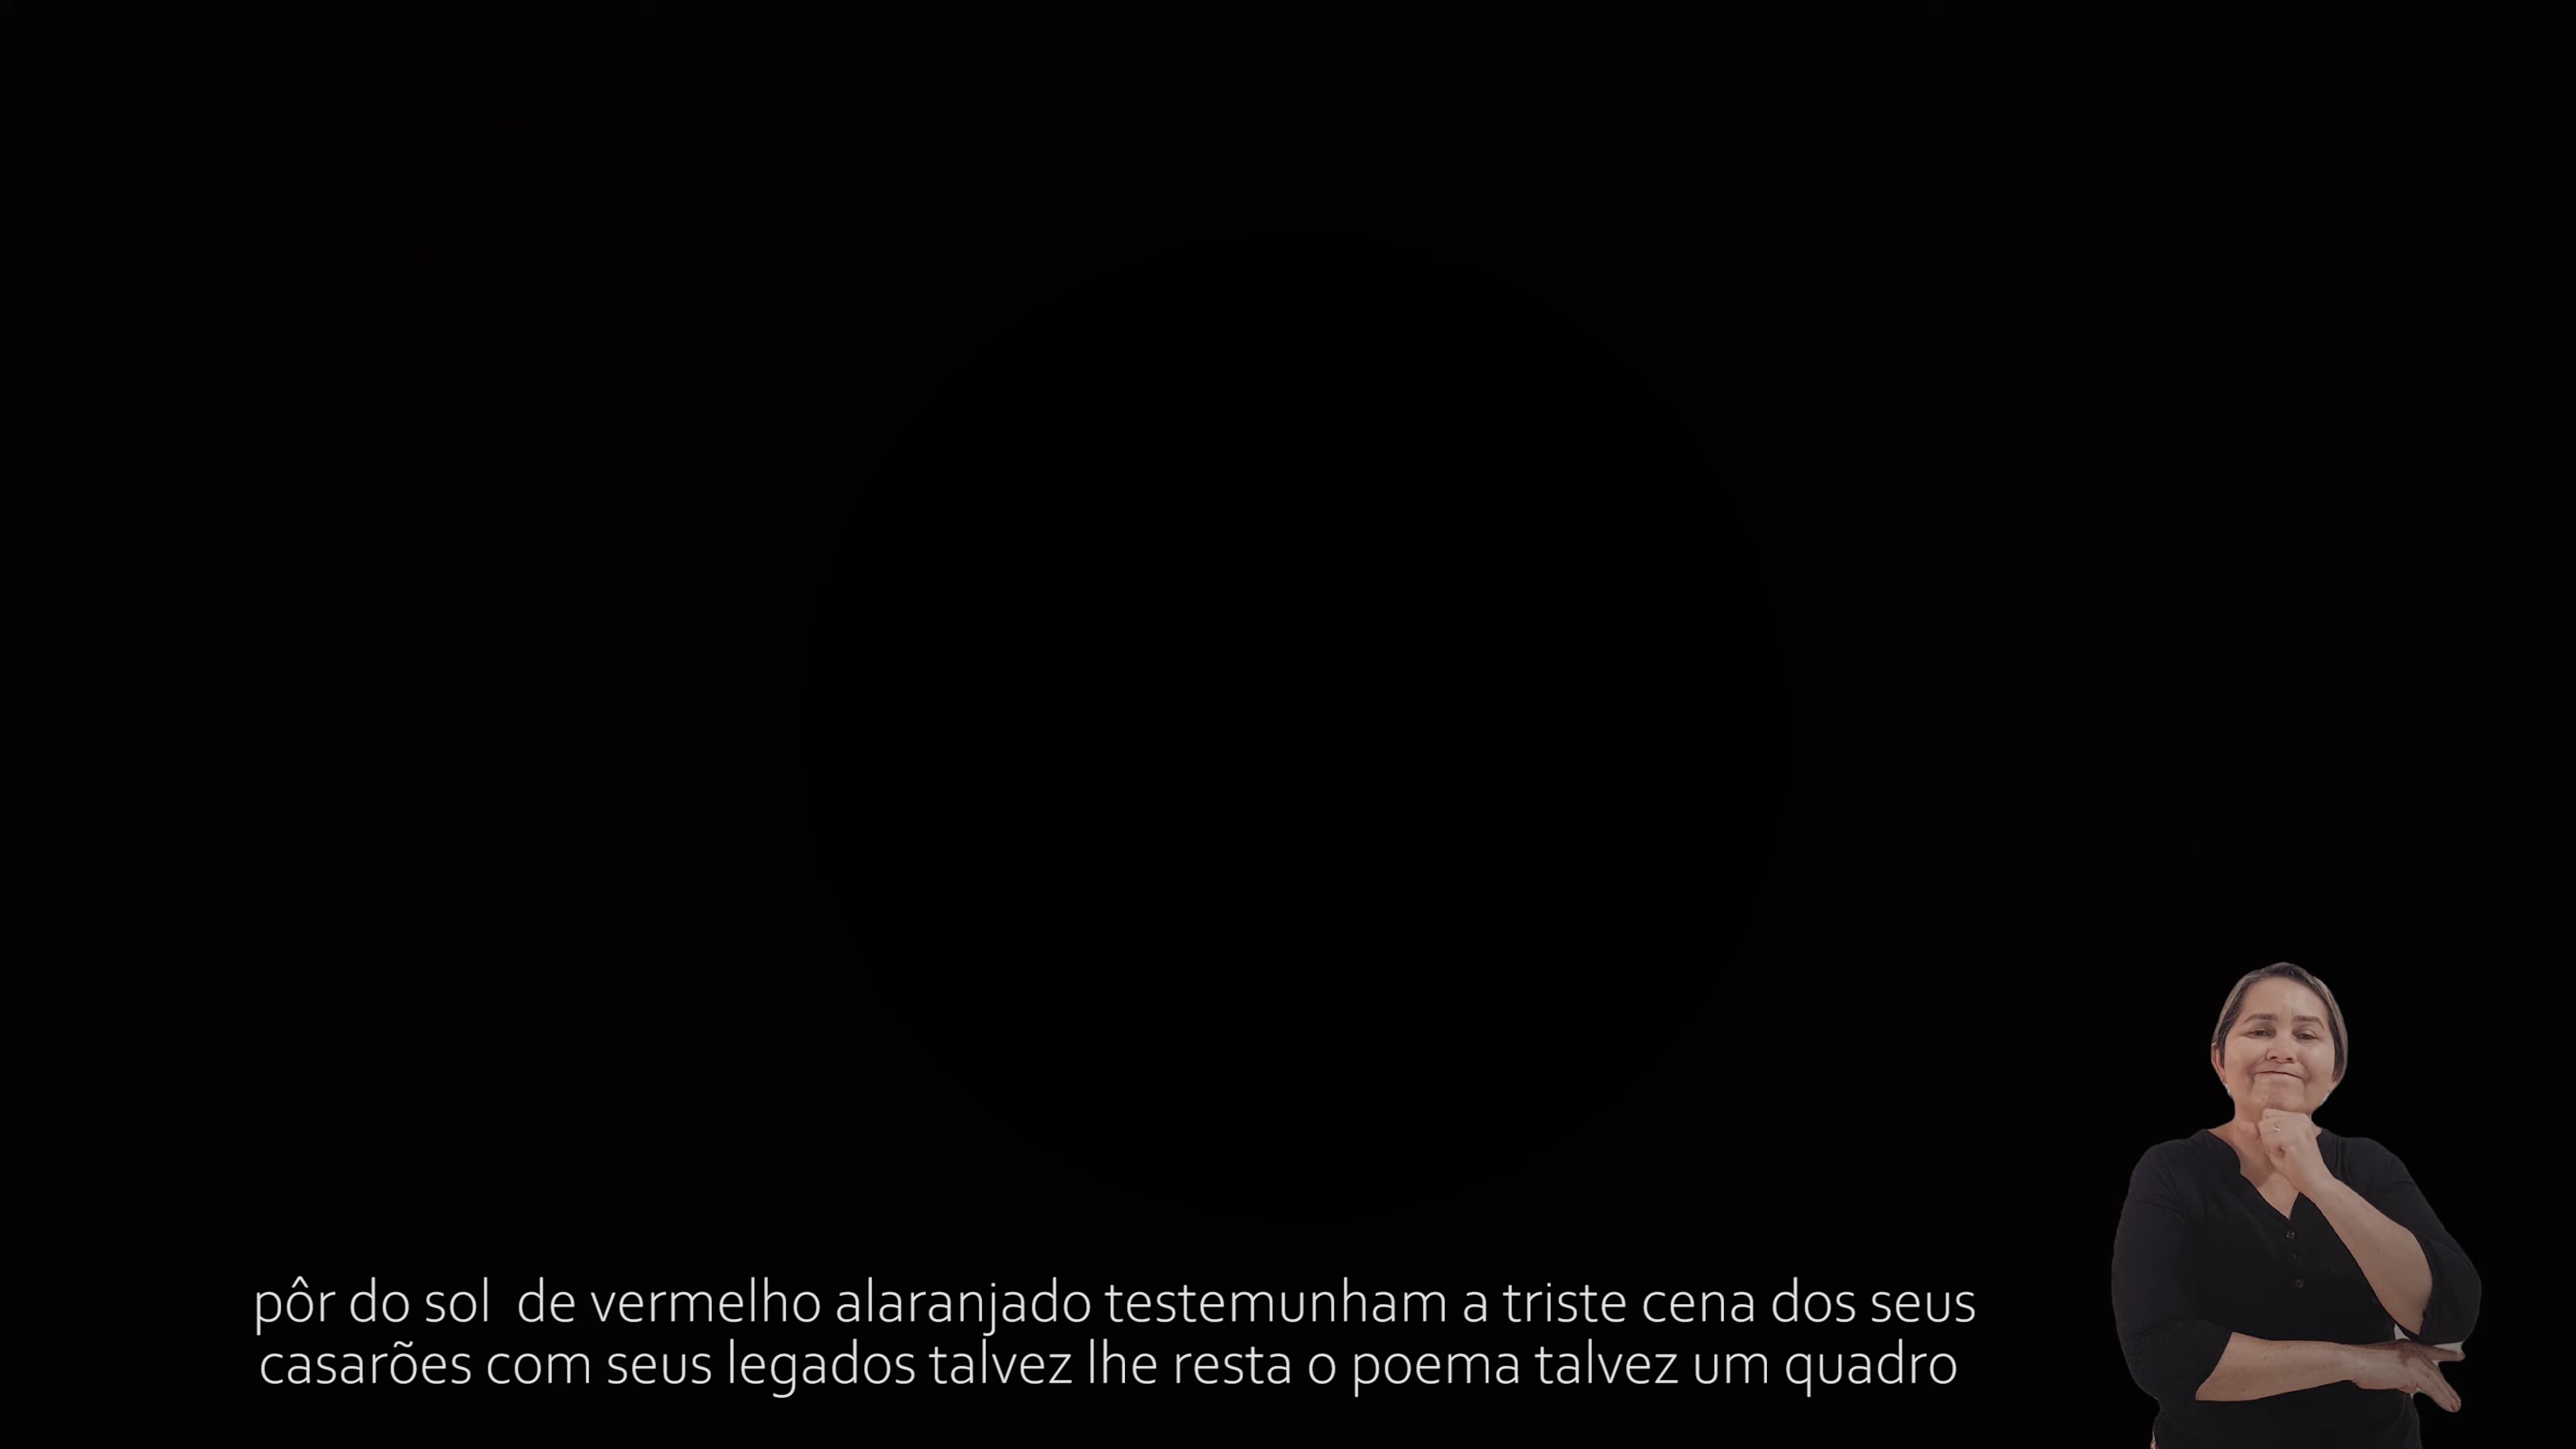 pôr do sol  de vermelho alaranjado testemunham a triste cena dos seus
casarões com seus legados talvez lhe resta o poema talvez um quadro